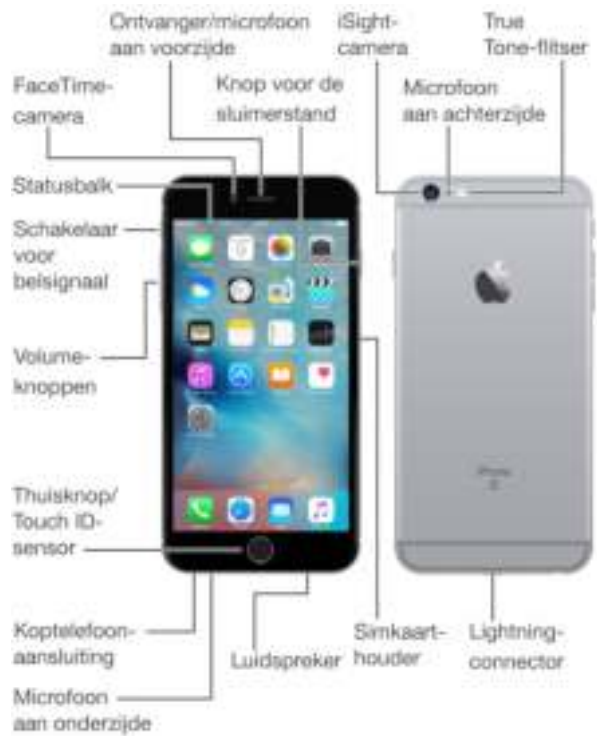 Ontvanger/microfoon
aan voorzijde
iSight-
camera
True
Tone-flitser
FaceTime-
camera
Knop voor de
sluimerstand
Microfoon
aan achterzijde
Statusbalk
Schakelaar
voor
belsignaal
Volume-
knoppen
Thuisknop/
Touch ID-
sensor
iPhone
S
Koptelefoon-
aansluiting
Luidspreker
Simkaart-
houder
Lightning-
connector
Microfoon
aan onderzijde